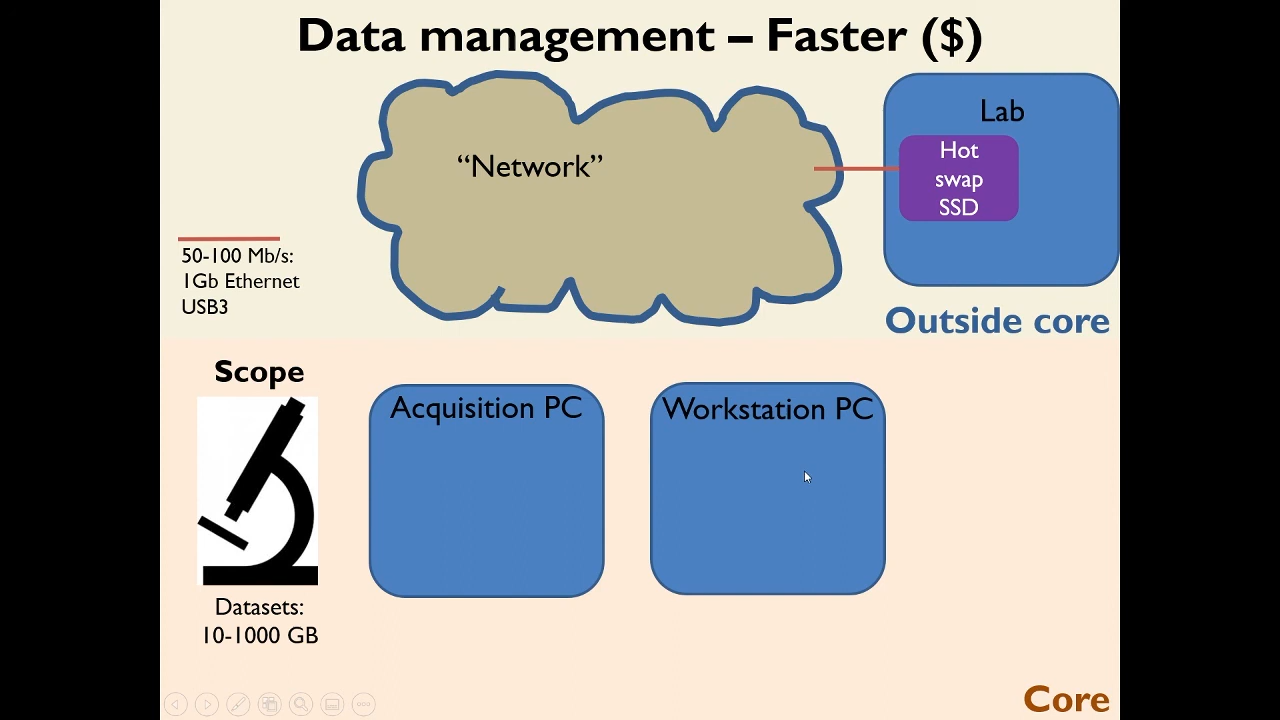 Data management – Faster ($)
“Network”
Lab
Hot
swap
SSD
50-100 Mb/s:
1Gb Ethernet
USB3
Outside core
Scope
Acquisition PC
Workstation PC
Datasets:
10-1000 GB
Core